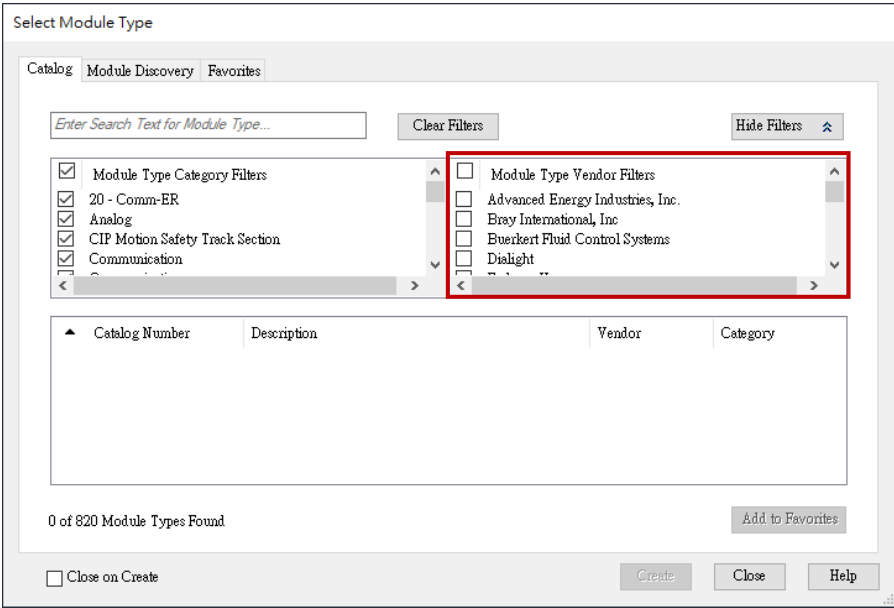 Select Module Type
Catalog Module Discovery Favorites
Enter Search Text for Module Type... Clear Filters Hide Filters
Module Type Category Filters
20 - Comm-ER
Analog
CIP Motion Safety Track Section
Communication
Module Type Vendor Filters
Advanced Energy Industries, Inc.
Bray International, Inc
Buerkert Fluid Control Systems
Dialight
Catalog Number Description Vendor Category
0 of 820 Module Types Found Add to Favorites
Close on Create Create Close Help